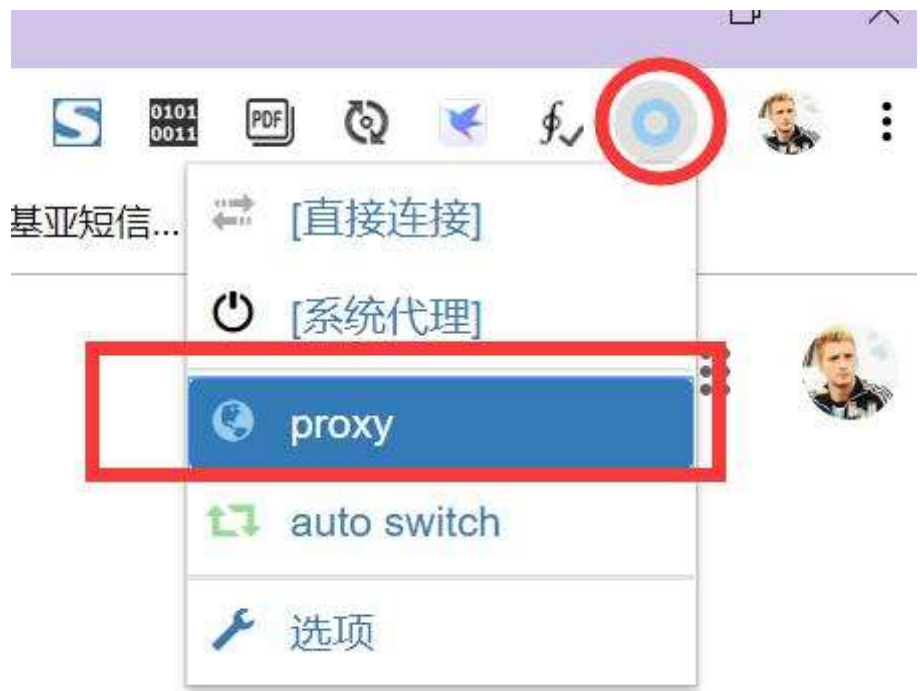 0101
0011
PDF
基亚短信...
[直接连接]
[系统代理]
proxy
auto switch
选项